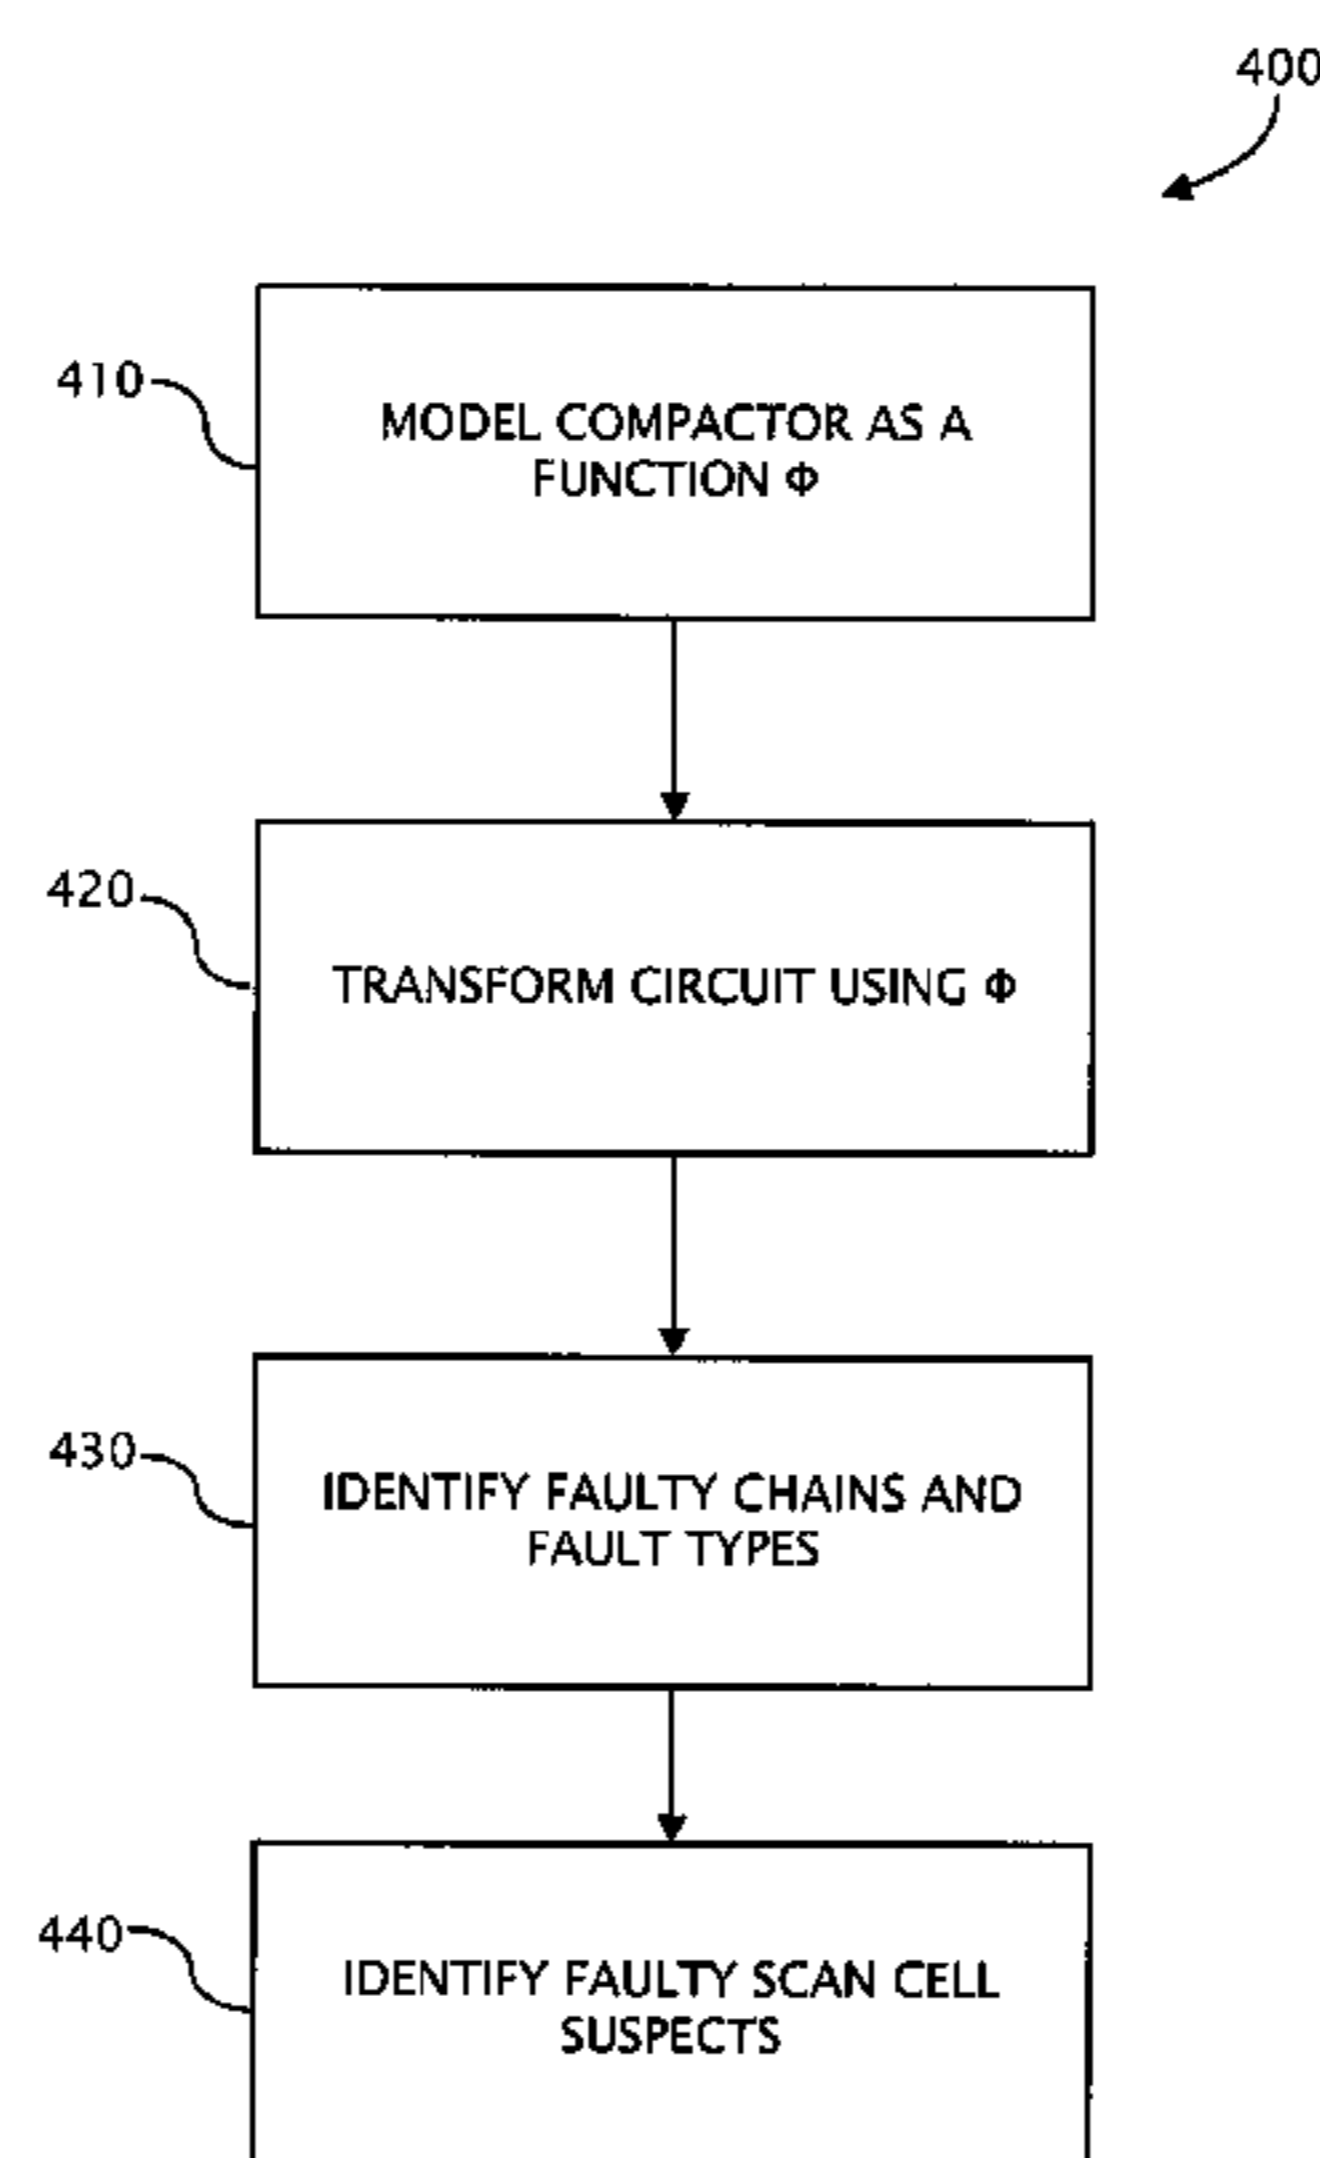 400
410
MODEL COMPACTOR AS A
FUNCTION Φ
420
TRANSFORM CIRCUIT USING Φ
430
IDENTIFY FAULTY CHAINS AND
FAULT TYPES
440
IDENTIFY FAULTY SCAN CELL
SUSPECTS